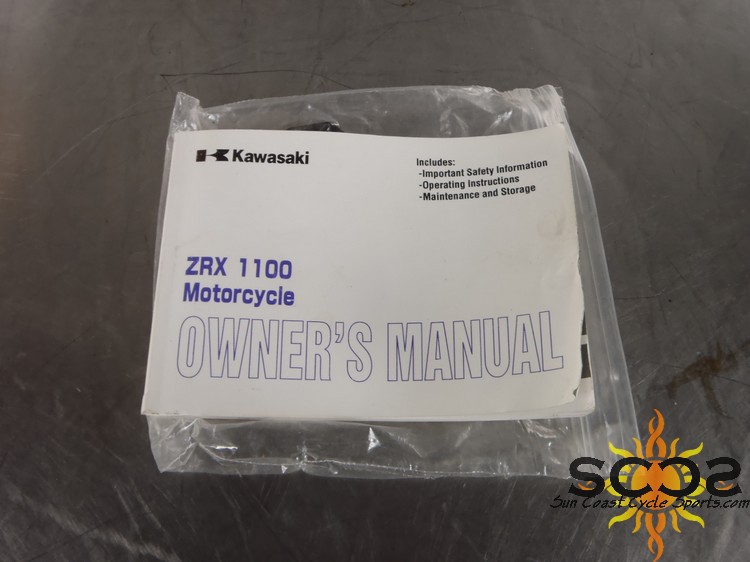 Kawasaki
Includes:
-Important Safety Information
-Operating Instructions
-Maintenance and Storage
ZRX 1100
Motorcycle
OWNER'S MANUAL
SCCS
Sun Coast Cycle Sports.com